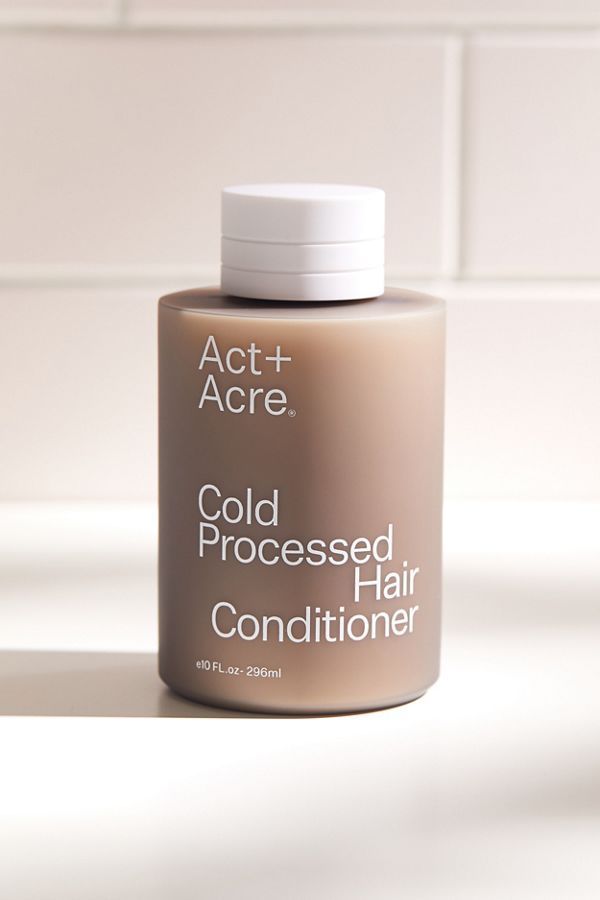 Act+
Acre®
Cold
Processed
Hair
Conditioner
e10 FL.oz- 296ml